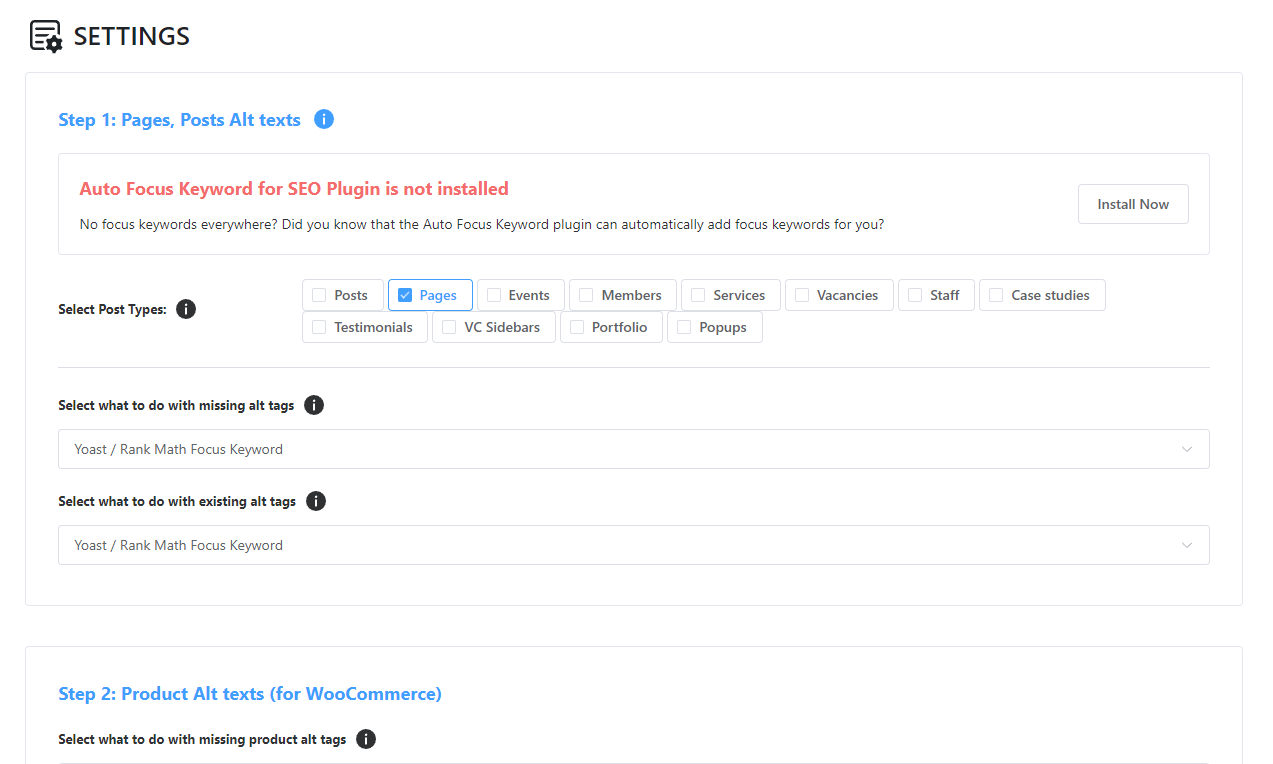 SETTINGS
Step 1: Pages, Posts Alt texts
Auto Focus Keyword for SEO Plugin is not installed
No focus keywords everywhere? Did you know that the Auto Focus Keyword plugin can automatically add focus keywords for you?
Install Now
Select Post Types:
Posts Pages Events Members Services Vacancies Staff Case studies
Testimonials VC Sidebars Portfolio Popups
Select what to do with missing alt tags
Yoast / Rank Math Focus Keyword
Select what to do with existing alt tags
Yoast / Rank Math Focus Keyword
Step 2: Product Alt texts (for WooCommerce)
Select what to do with missing product alt tags